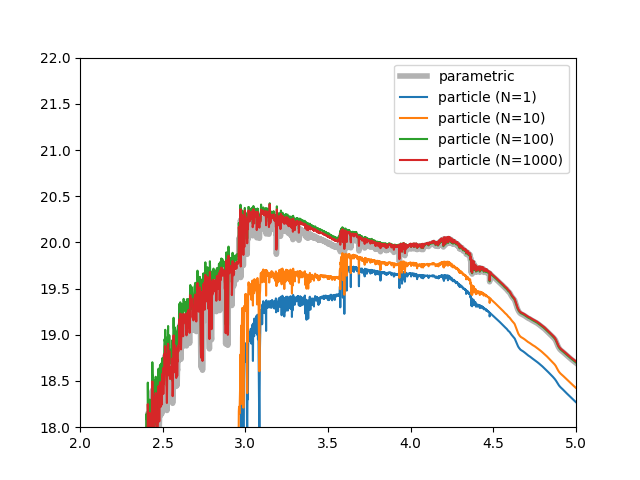 22.0
21.5
21.0
20.5
20.0
19.5
19.0
18.5
18.0
2.0 2.5 3.0 3.5 4.0 4.5 5.0
parametric
particle (N=1)
particle (N=10)
particle (N=100)
particle (N=1000)